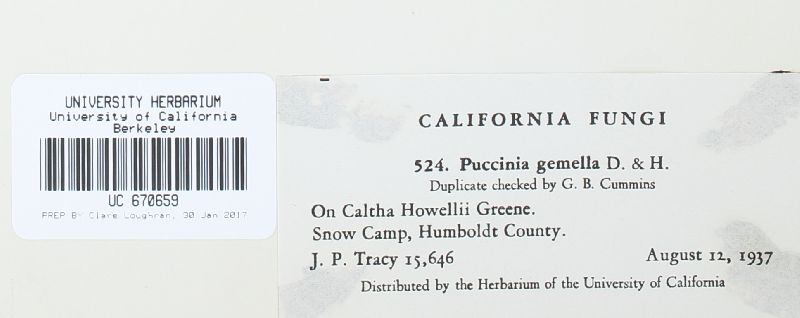 UNIVERSITY HERBARIUM
University of California
Berkeley
UC 670659
PREP BY Clare Loughran, 30 Jan 2017
CALIFORNIA FUNGI
524. Puccinia gemella D. & H.
Duplicate checked by G. B. Cummins
On Caltha Howellii Greene.
Snow Camp, Humboldt County.
J. P. Tracy 15,646 August 12, 1937
Distributed by the Herbarium of the University of California